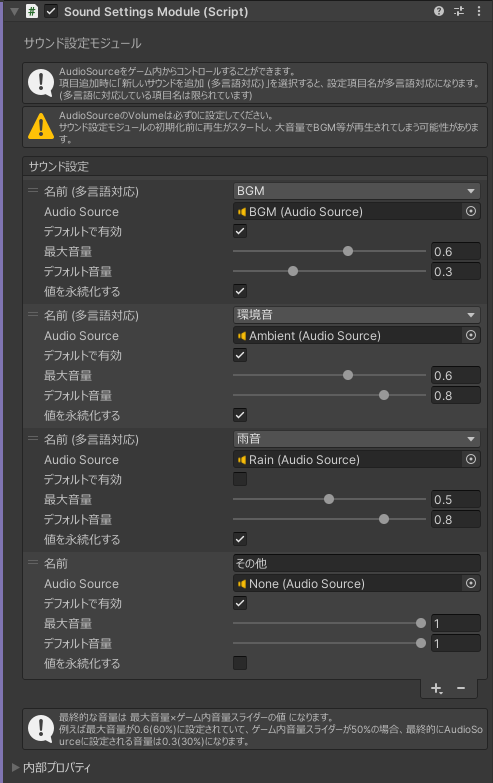 Sound Settings Module (Script)
サウンド設定モジュール
AudioSourceをゲーム内からコントロールすることができます。
項目追加時に「新しいサウンドを追加 (多言語対応)」を選択すると、設定項目名が多言語対応になります。
(多言語に対応している項目名は限られています)
AudioSourceのVolumeは必ず0に設定してください。
サウンド設定モジュールの初期化前に再生がスタートし、大音量でBGM等が再生されてしまう可能性がありま
す。
サウンド設定
名前 (多言語対応) BGM
Audio Source BGM (Audio Source)
デフォルトで有効
最大音量 0.6
デフォルト音量 0.3
値を永続化する
名前 (多言語対応) 環境音
Audio Source Ambient (Audio Source)
デフォルトで有効
最大音量 0.6
デフォルト音量 0.8
値を永続化する
名前 (多言語対応) 雨音
Audio Source Rain (Audio Source)
デフォルトで有効
最大音量 0.5
デフォルト音量 0.8
値を永続化する
名前 その他
Audio Source None (Audio Source)
デフォルトで有効
最大音量 1
デフォルト音量 1
値を永続化する
最終的な音量は 最大音量×ゲーム内音量スライダーの値 になります。
例えば最大音量が0.6(60%)に設定されていて、ゲーム内音量スライダーが50%の場合、最終的にAudioSo
urceに設定される音量は0.3(30%)になります。
内部プロパティ